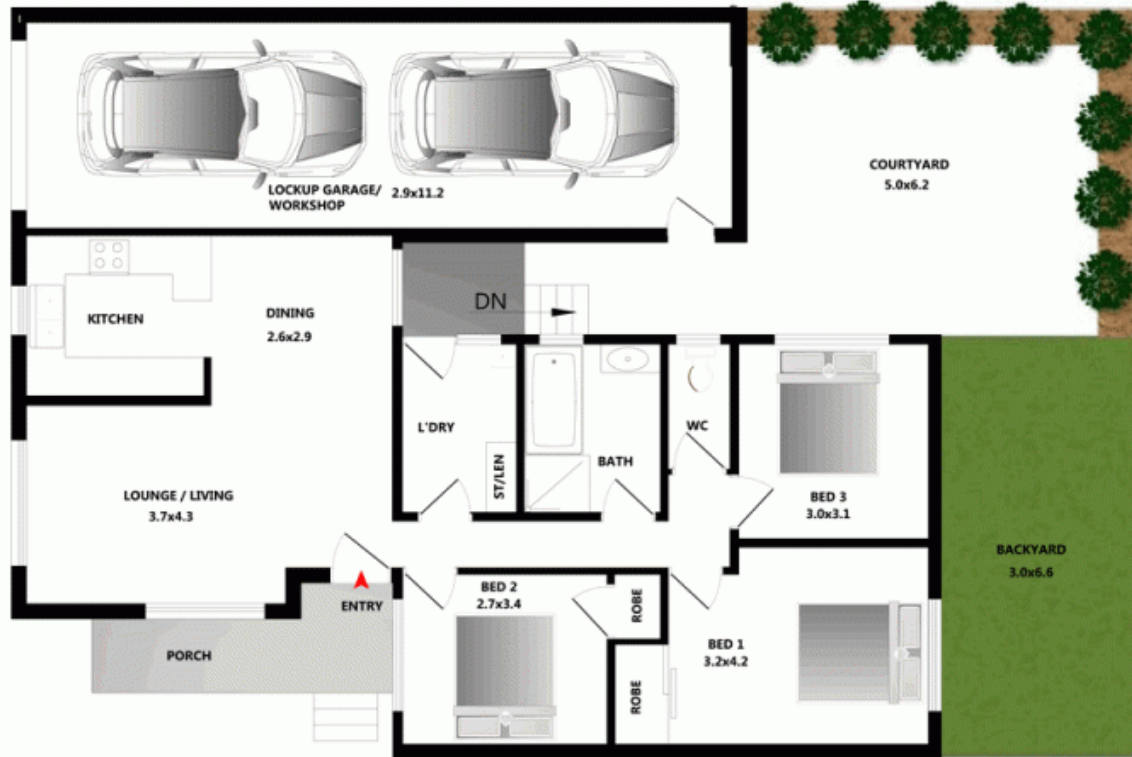 LOCKUP GARAGE/
WORKSHOP
2.9x11.2
COURTYARD
5.0x6.2
KITCHEN
DINING
2.6x2.9
DN
L'DRY
ST/LEN
BATH
WC
BED 3
3.0x3.1
LOUNGE / LIVING
3.7x4.3
BACKYARD
3.0x6.6
ENTRY
PORCH
BED 2
2.7x3.4
ROBE
ROBE
BED 1
3.2x4.2